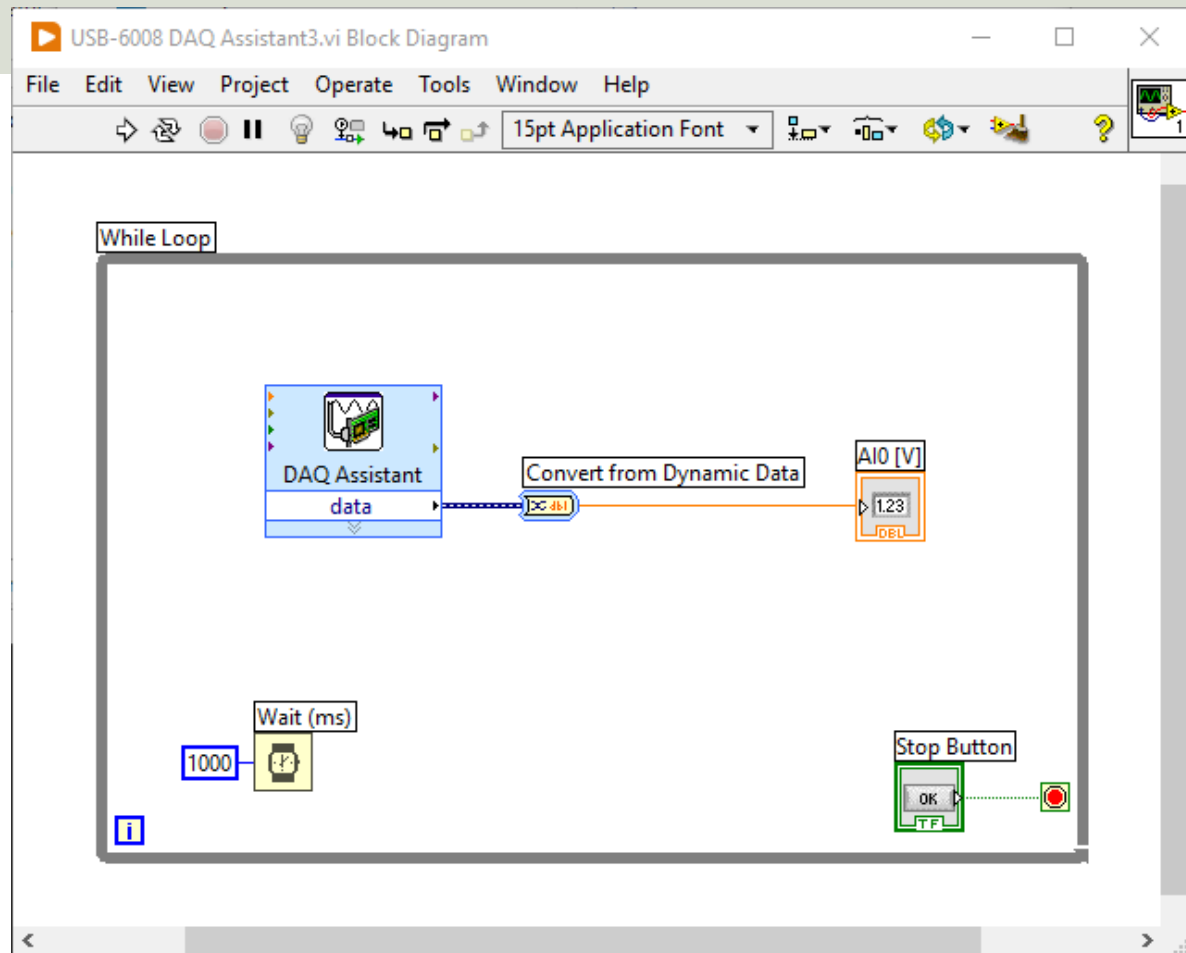 USB-6008 DAQ Assistant3.vi Block Diagram
File Edit View Project Operate Tools Window Help
15pt Application Font
?
1
While Loop
DAQ Assistant
data
Convert from Dynamic Data
dbl
AI0 [V]
1.23
DBL
Wait (ms)
1000
Stop Button
OK
TF
i